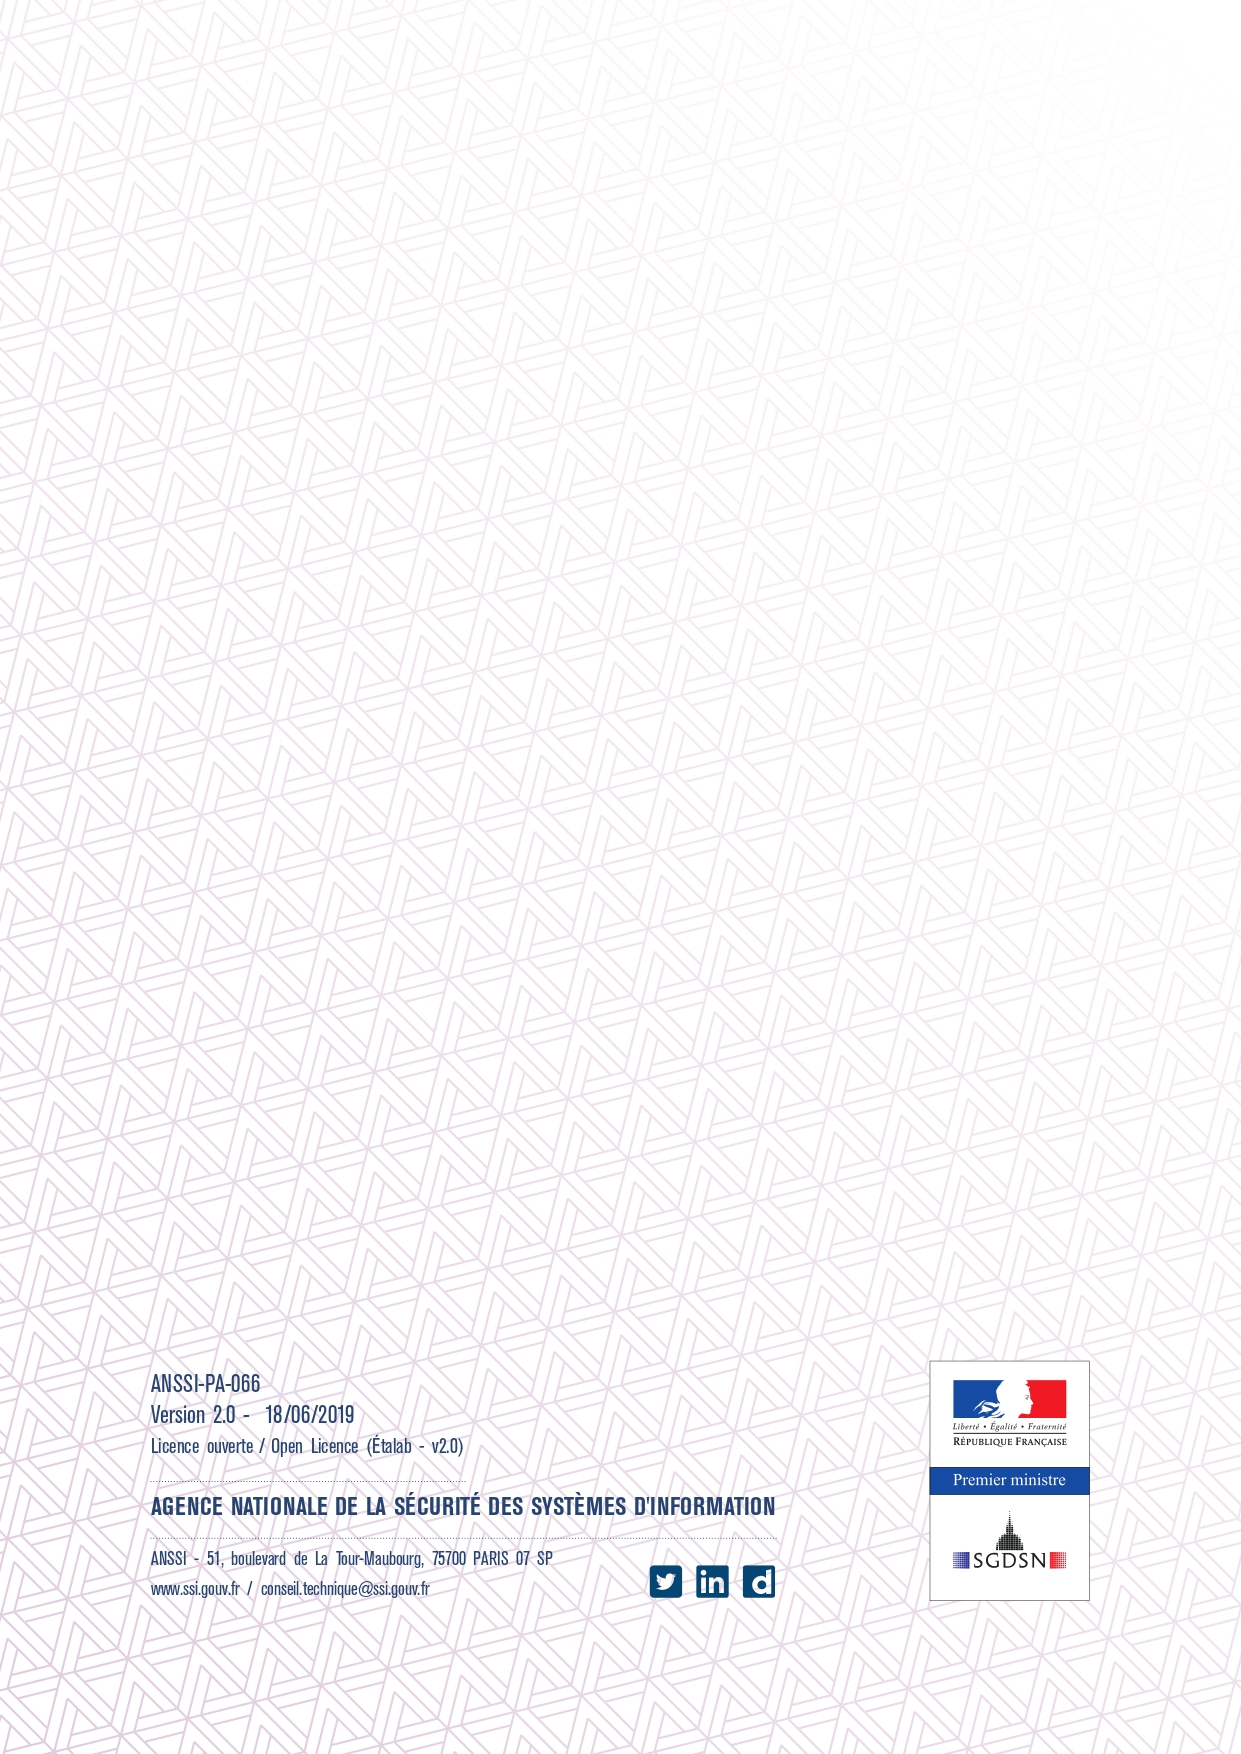 ANSSI-PA-066
Version 2.0 - 18/06/2019
Licence ouverte / Open Licence (Étalab - v2.0)
AGENCE NATIONALE DE LA SÉCURITÉ DES SYSTÈMES D'INFORMATION
ANSSI - 51, boulevard de La Tour-Maubourg, 75700 PARIS 07 SP
www.ssi.gouv.fr / conseil.technique@ssi.gouv.fr
in d
Liberté • Égalité • Fraternité
RÉPUBLIQUE FRANÇAISE
Premier ministre
SGDSN